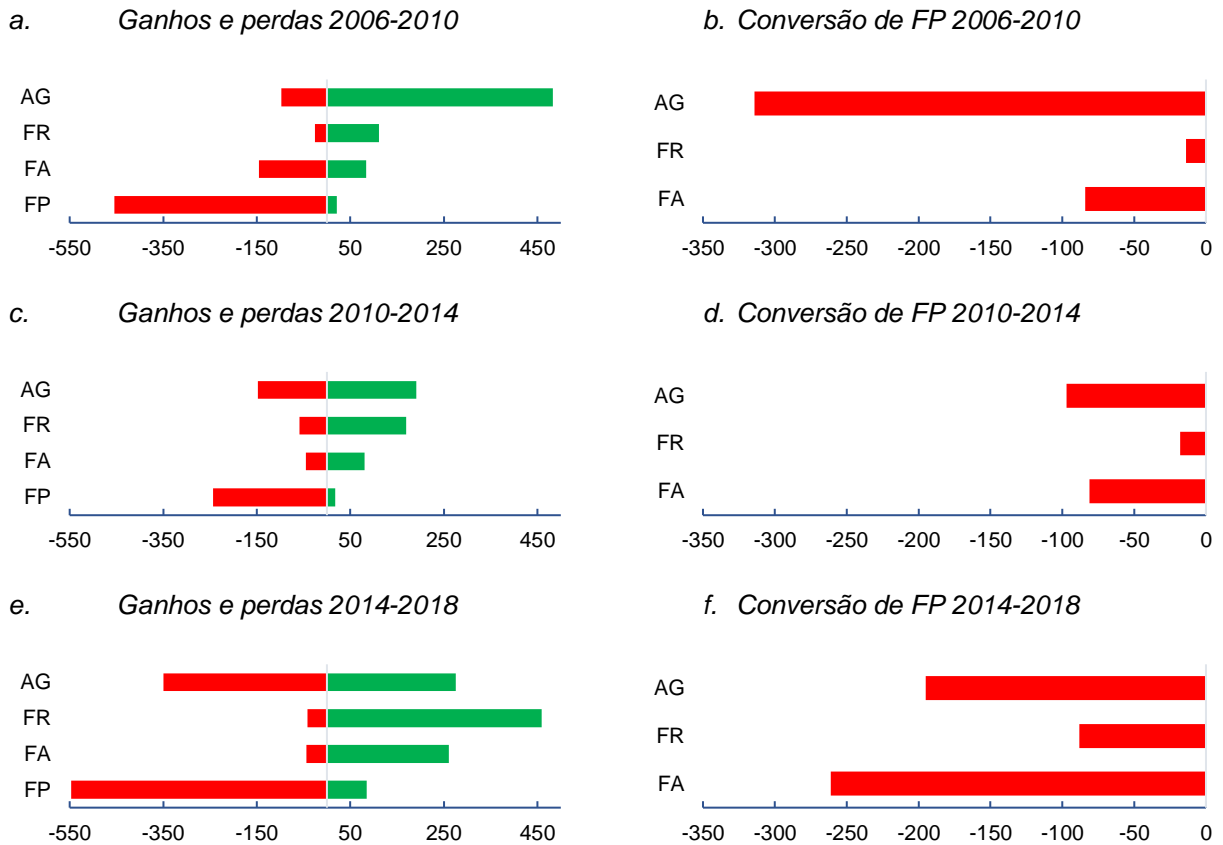 a. Ganhos e perdas 2006-2010
AG
FR
FA
FP
-550 -350 -150 50 250 450
b. Conversão de FP 2006-2010
AG
FR
FA
-350 -300 -250 -200 -150 -100 -50 0
c. Ganhos e perdas 2010-2014
AG
FR
FA
FP
-550 -350 -150 50 250 450
d. Conversão de FP 2010-2014
AG
FR
FA
-350 -300 -250 -200 -150 -100 -50 0
e. Ganhos e perdas 2014-2018
AG
FR
FA
FP
-550 -350 -150 50 250 450
f. Conversão de FP 2014-2018
AG
FR
FA
-350 -300 -250 -200 -150 -100 -50 0